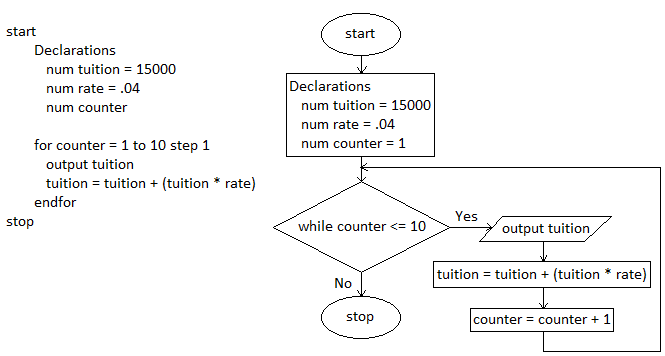 start
Declarations
num tuition = 15000
num rate = .04
num counter
for counter = 1 to 10 step 1
output tuition
tuition = tuition + (tuition * rate)
endfor
stop
start
Declarations
num tuition = 15000
num rate = .04
num counter = 1
while counter <= 10
Yes
output tuition
tuition = tuition + (tuition * rate)
counter = counter + 1
No
stop